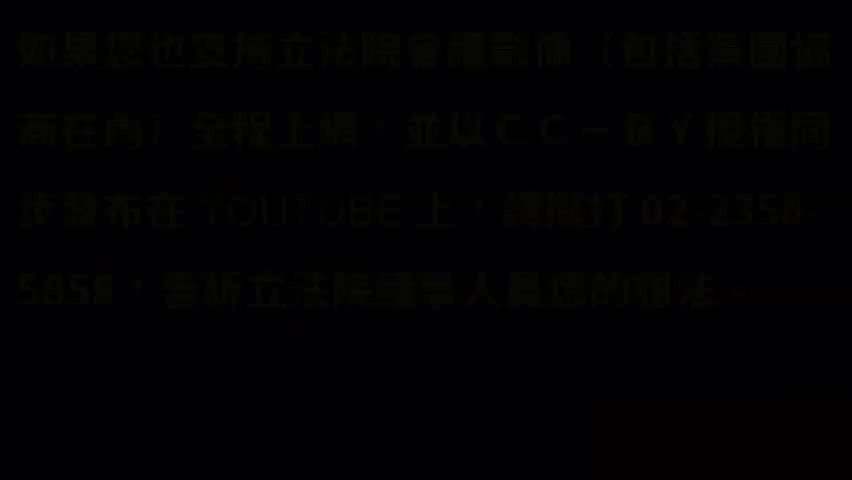 如果您也支持立法院會議影像（包括黨團協
商在內）全程上網，並以ＣＣ－ＢＹ授權同
步發布在 YOUTUBE 上，請撥打 02-2358-
5858，告訴立法院議事人員您的想法。